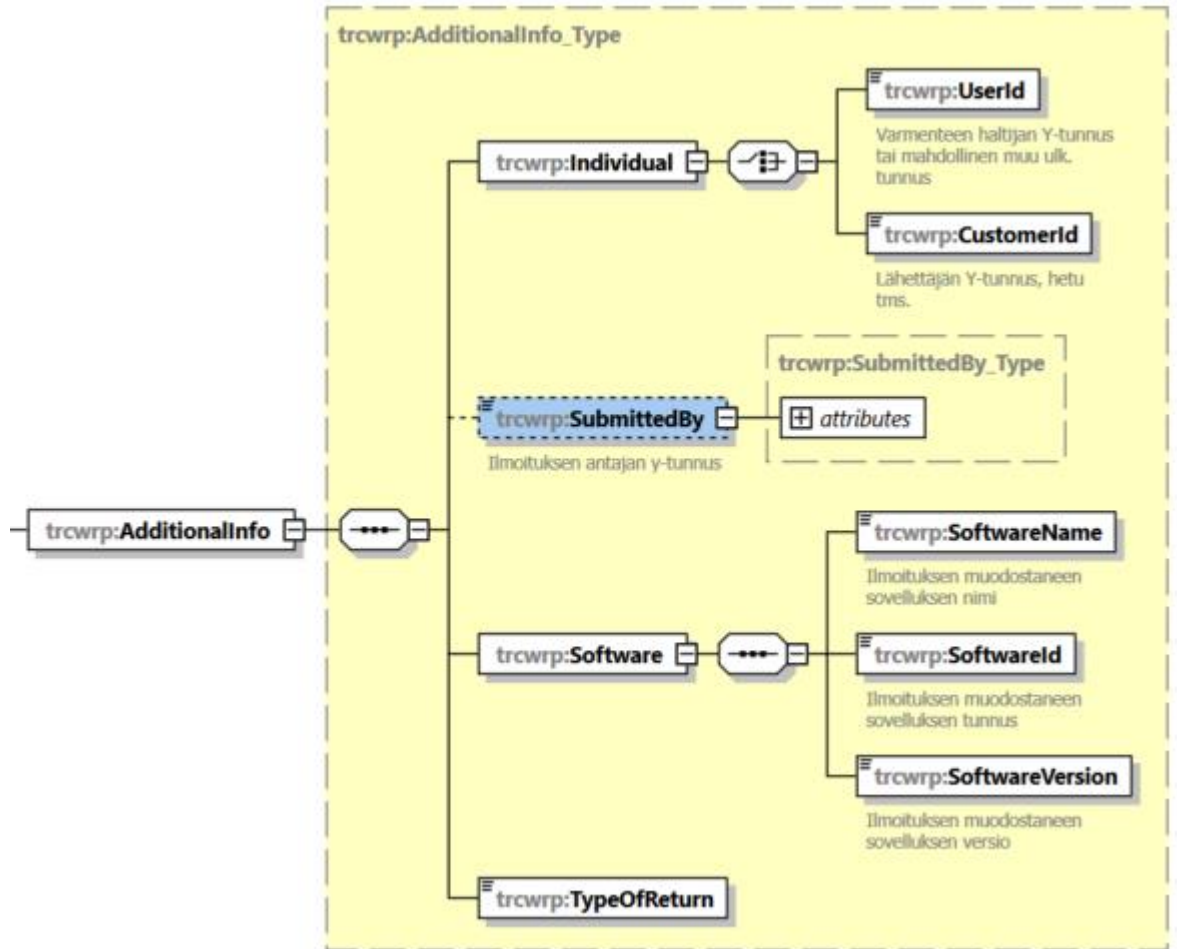 trcwrp:AdditionalInfo_Type
trcwrp:UserId
Varmenteen haltijan Y-tunnus
tai mahdollinen muu ulk.
tunnus
trcwrp:Individual
trcwrp:CustomerId
Lähettäjän Y-tunnus, hetu
tms.
trcwrp:SubmittedBy_Type
trcwrp:SubmittedBy
attributes
Ilmoituksen antajan y-tunnus
trcwrp:AdditionalInfo
trcwrp:SoftwareName
Ilmoituksen muodostaneen
sovelluksen nimi
trcwrp:Software
trcwrp:SoftwareId
Ilmoituksen muodostaneen
sovelluksen tunnus
trcwrp:SoftwareVersion
Ilmoituksen muodostaneen
sovelluksen versio
trcwrp:TypeOfReturn